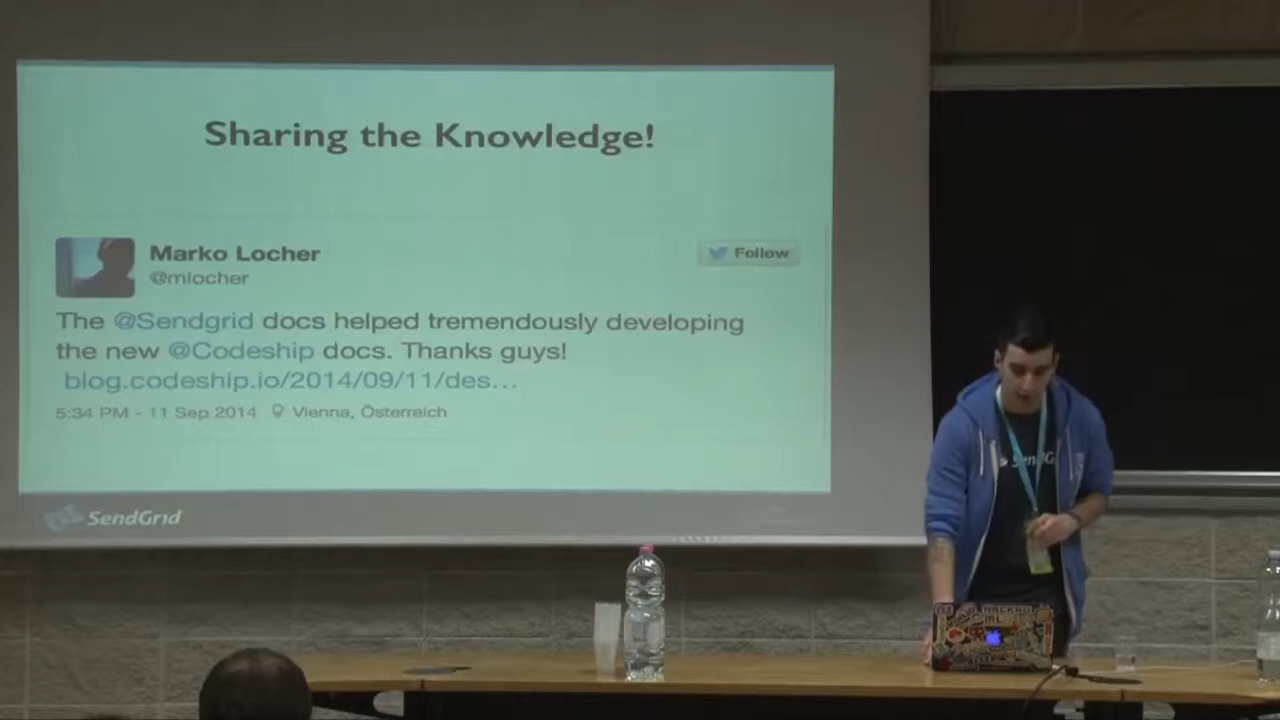 Sharing the Knowledge!
Marko Locher
@mlocher
Follow
The @Sendgrid docs helped tremendously developing
the new @Codeship docs. Thanks guys!
blog.codeship.io/2014/09/11/des...
5:34 PM - 11 Sep 2014 Vienna, Österreich
SendGrid
SendG